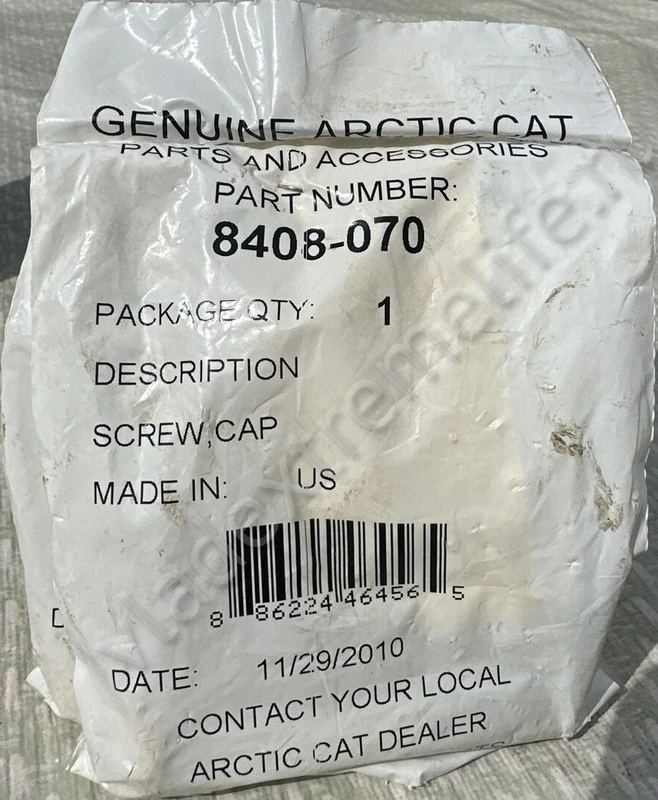 GENUINE ARCTIC CAT
PARTS AND ACCESSORIES
PART NUMBER:
8408-070
PACKAGE QTY: 1
DESCRIPTION
SCREW,CAP
MADE IN: US
8 86224 46456 5
DATE: 11/29/2010
CONTACT YOUR LOCAL
ARCTIC CAT DEALER